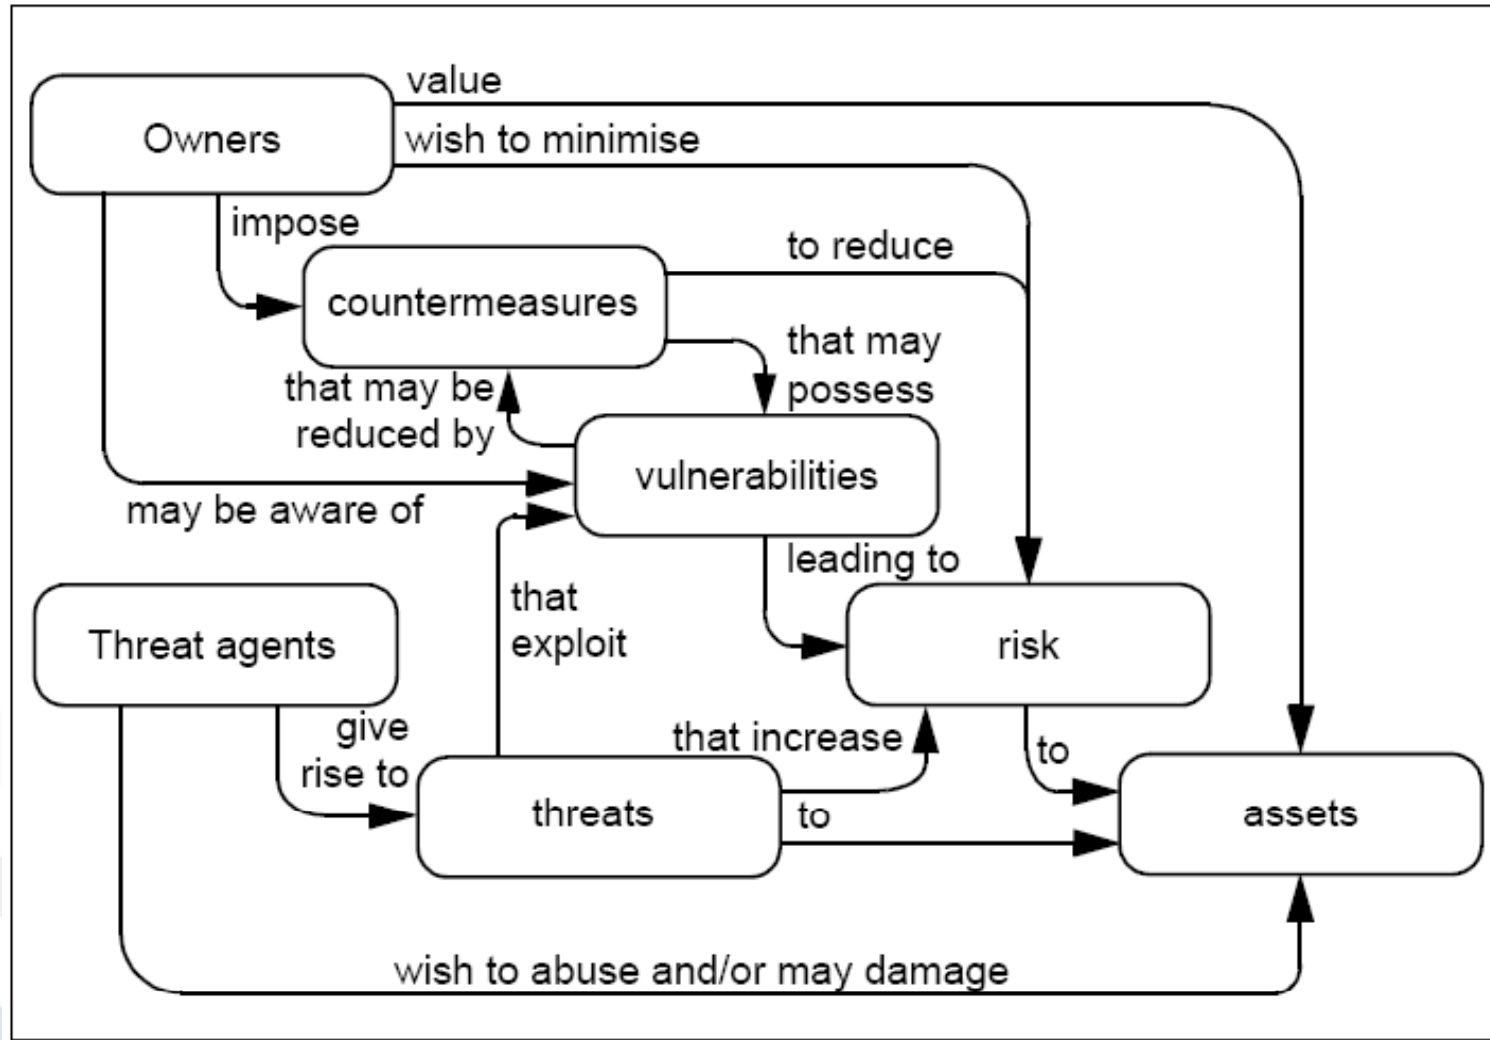 value
Owners
wish to minimise
impose
to reduce
countermeasures
that may
possess
that may be
reduced by
vulnerabilities
may be aware of
leading to
that
exploit
Threat agents
risk
give
rise to
that increase
to
threats
to
assets
wish to abuse and/or may damage